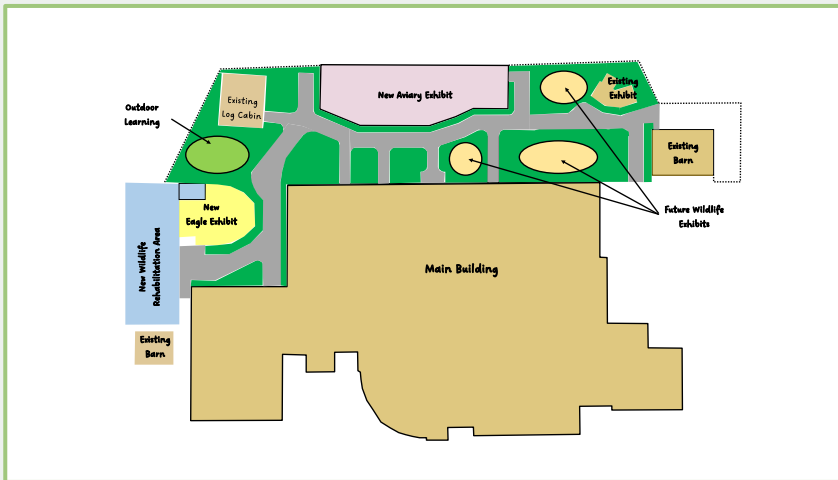 New Aviary Exhibit
Existing
Exhibit
Existing
Log Cabin
Outdoor
Learning
Existing
Barn
New
Eagle Exhibit
Future Wildlife
Exhibits
New Wildlife
Rehabilitation Area
Main Building
Existing
Barn